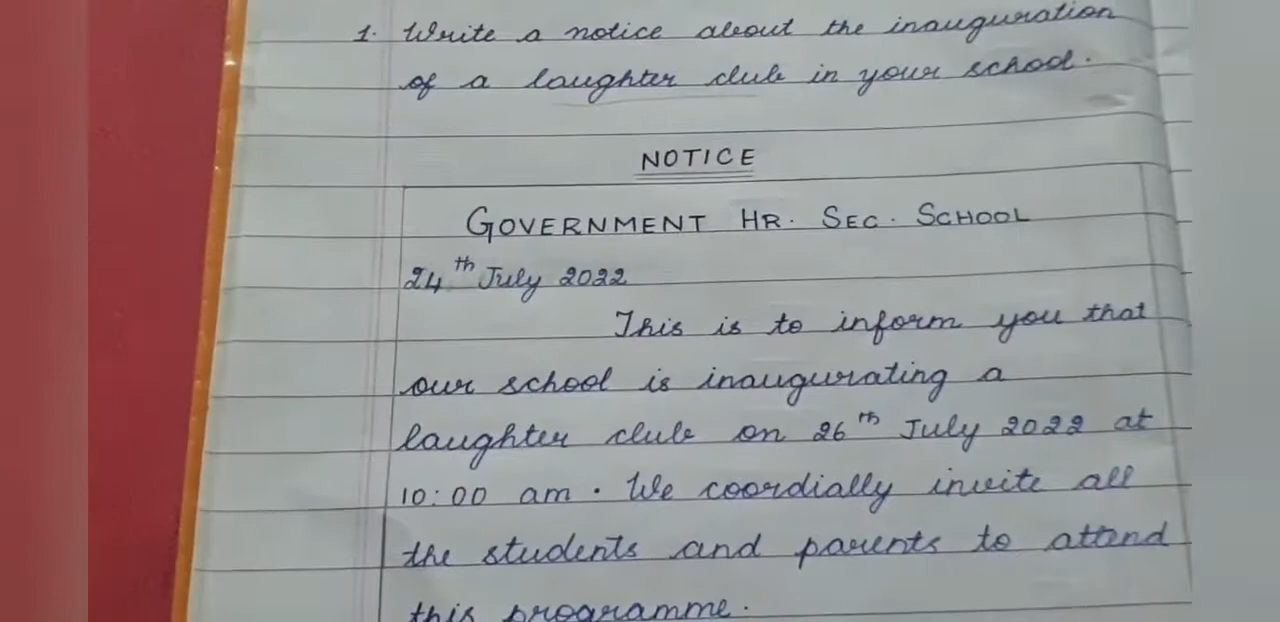 1. Write a notice about the inauguration
of a laughter club in your school.
NOTICE
GOVERNMENT HR. SEC. SCHOOL
24th July 2022
This is to inform you that
our school is inaugurating a
laughter club on 26th July 2022 at
10:00 am. We coordially invite all
the students and parents to attend
this programme.